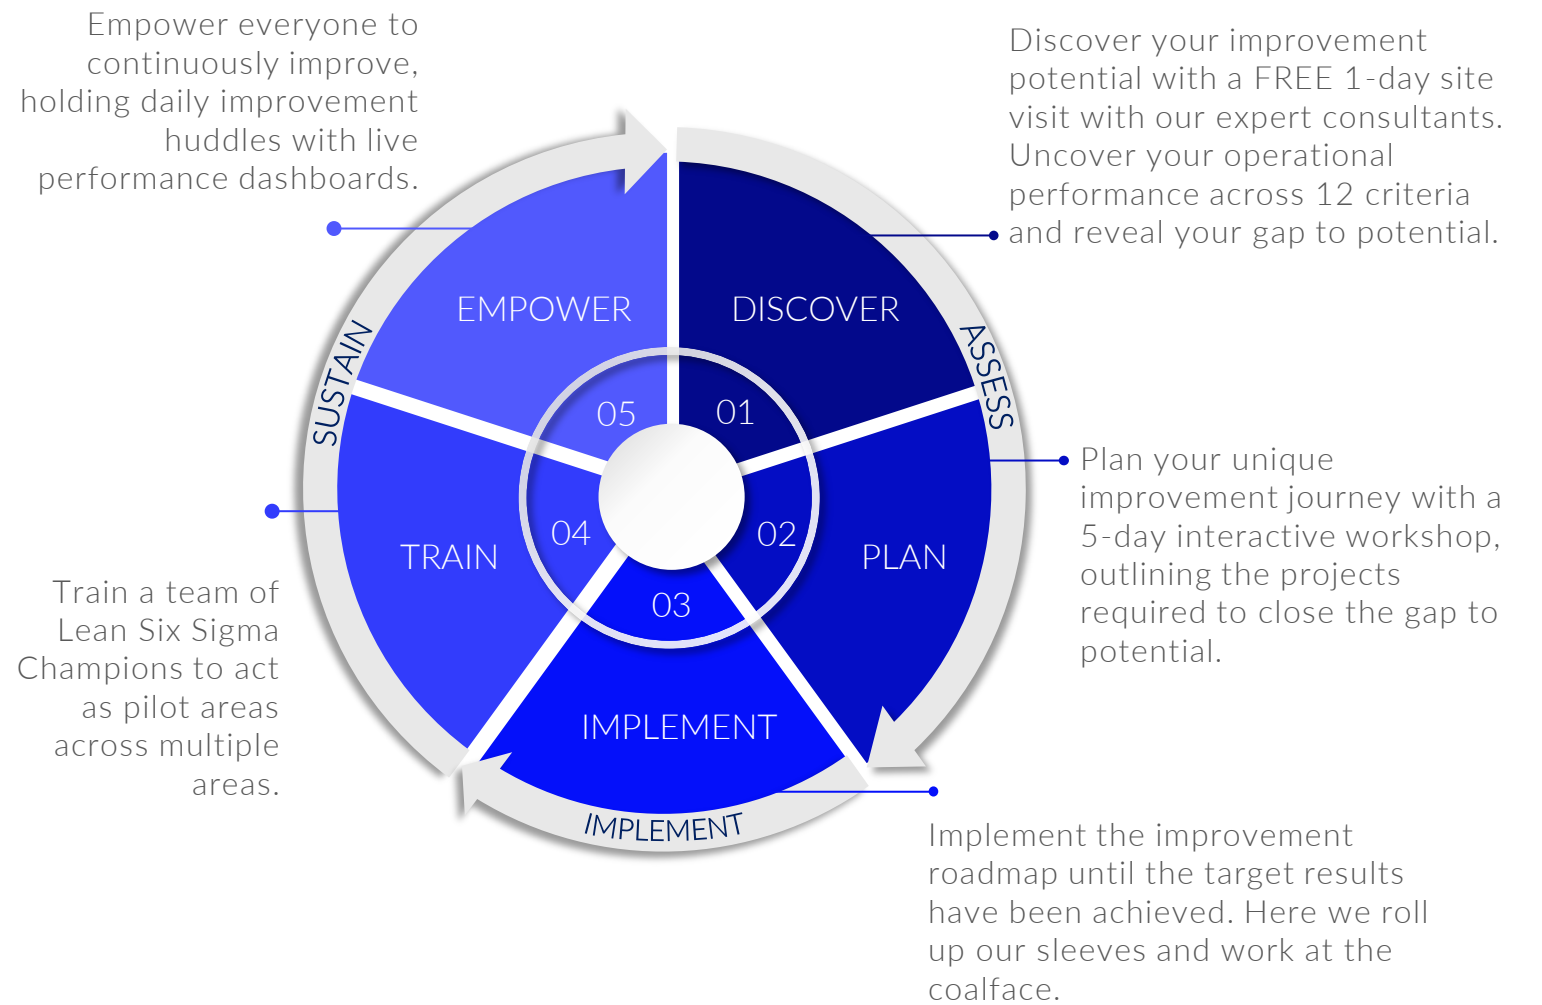 Empower everyone to
continuously improve,
holding daily improvement
huddles with live
performance dashboards.
Discover your improvement
potential with a FREE 1-day site
visit with our expert consultants.
Uncover your operational
performance across 12 criteria
and reveal your gap to potential.
EMPOWER
DISCOVER
SUSTAIN
ASSESS
05
01
Plan your unique
improvement journey with a
5-day interactive workshop,
outlining the projects
required to close the gap to
potential.
04
02
TRAIN
PLAN
03
Train a team of
Lean Six Sigma
Champions to act
as pilot areas
across multiple
areas.
IMPLEMENT
IMPLEMENT
Implement the improvement
roadmap until the target results
have been achieved. Here we roll
up our sleeves and work at the
coalface.